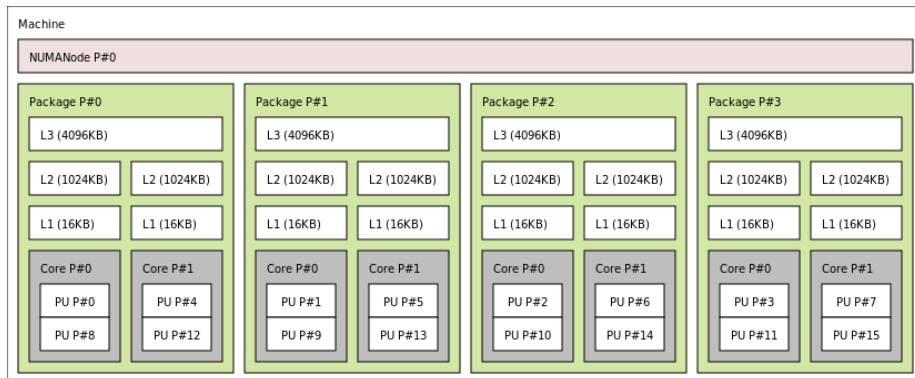 Machine
NUMANode P#0
Package P#0 Package P#1 Package P#2 Package P#3
L3 (4096KB) L3 (4096KB) L3 (4096KB) L3 (4096KB)
L2 (1024KB) L2 (1024KB) L2 (1024KB) L2 (1024KB) L2 (1024KB) L2 (1024KB) L2 (1024KB) L2 (1024KB)
L1 (16KB) L1 (16KB) L1 (16KB) L1 (16KB) L1 (16KB) L1 (16KB) L1 (16KB) L1 (16KB)
Core P#0 Core P#1 Core P#0 Core P#1 Core P#0 Core P#1 Core P#0 Core P#1
PU P#0 PU P#4 PU P#1 PU P#5 PU P#2 PU P#6 PU P#3 PU P#7
PU P#8 PU P#12 PU P#9 PU P#13 PU P#10 PU P#14 PU P#11 PU P#15